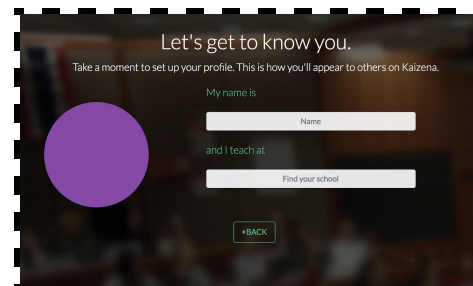 Let's get to know you.
Take a moment to set up your profile. This is how you'll appear to others on Kaizena.
My name is
Name
and I teach at
Find your school
BACK